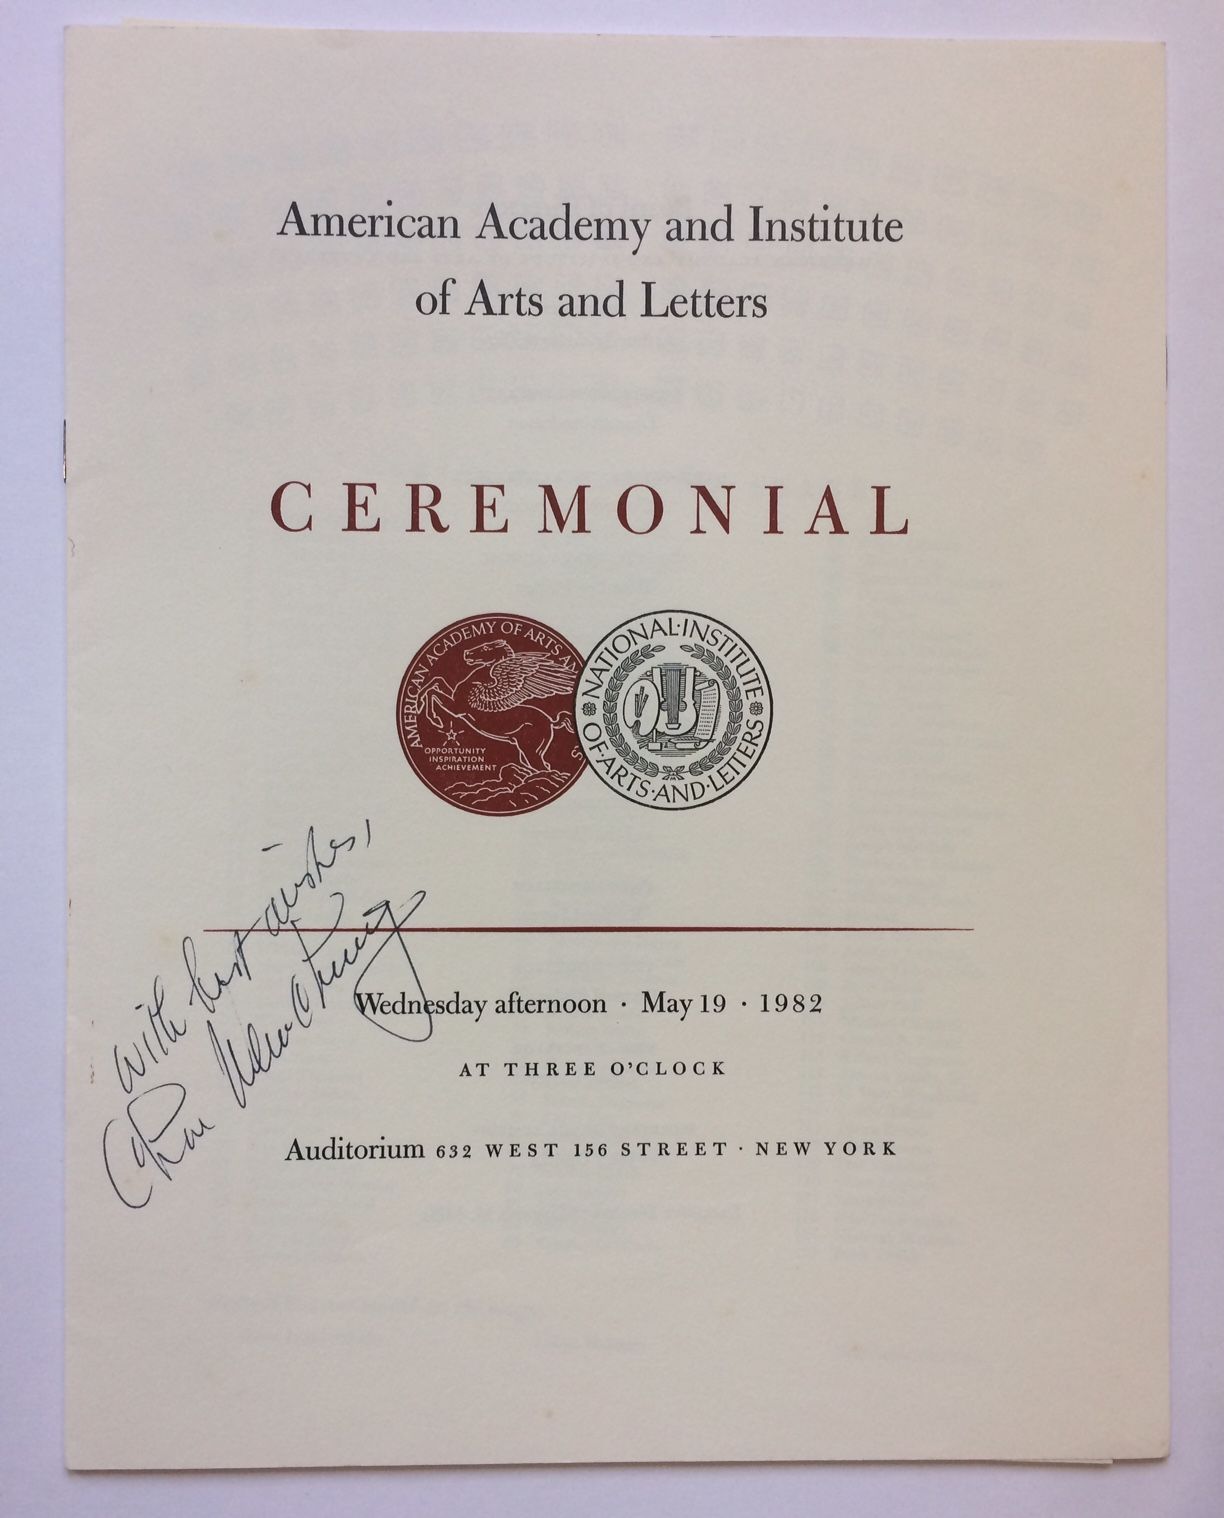 American Academy and Institute
of Arts and Letters
CEREMONIAL
AMERICAN ACADEMY OF ARTS A
OPPORTUNITY
INSPIRATION
ACHIEVEMENT
NATIONAL·INSTITUTE
OF·ARTS·AND·LETTERS
with best wishes,
Wednesday afternoon · May 19 · 1982
AT THREE O'CLOCK
Auditorium 632 WEST 156 STREET · NEW YORK